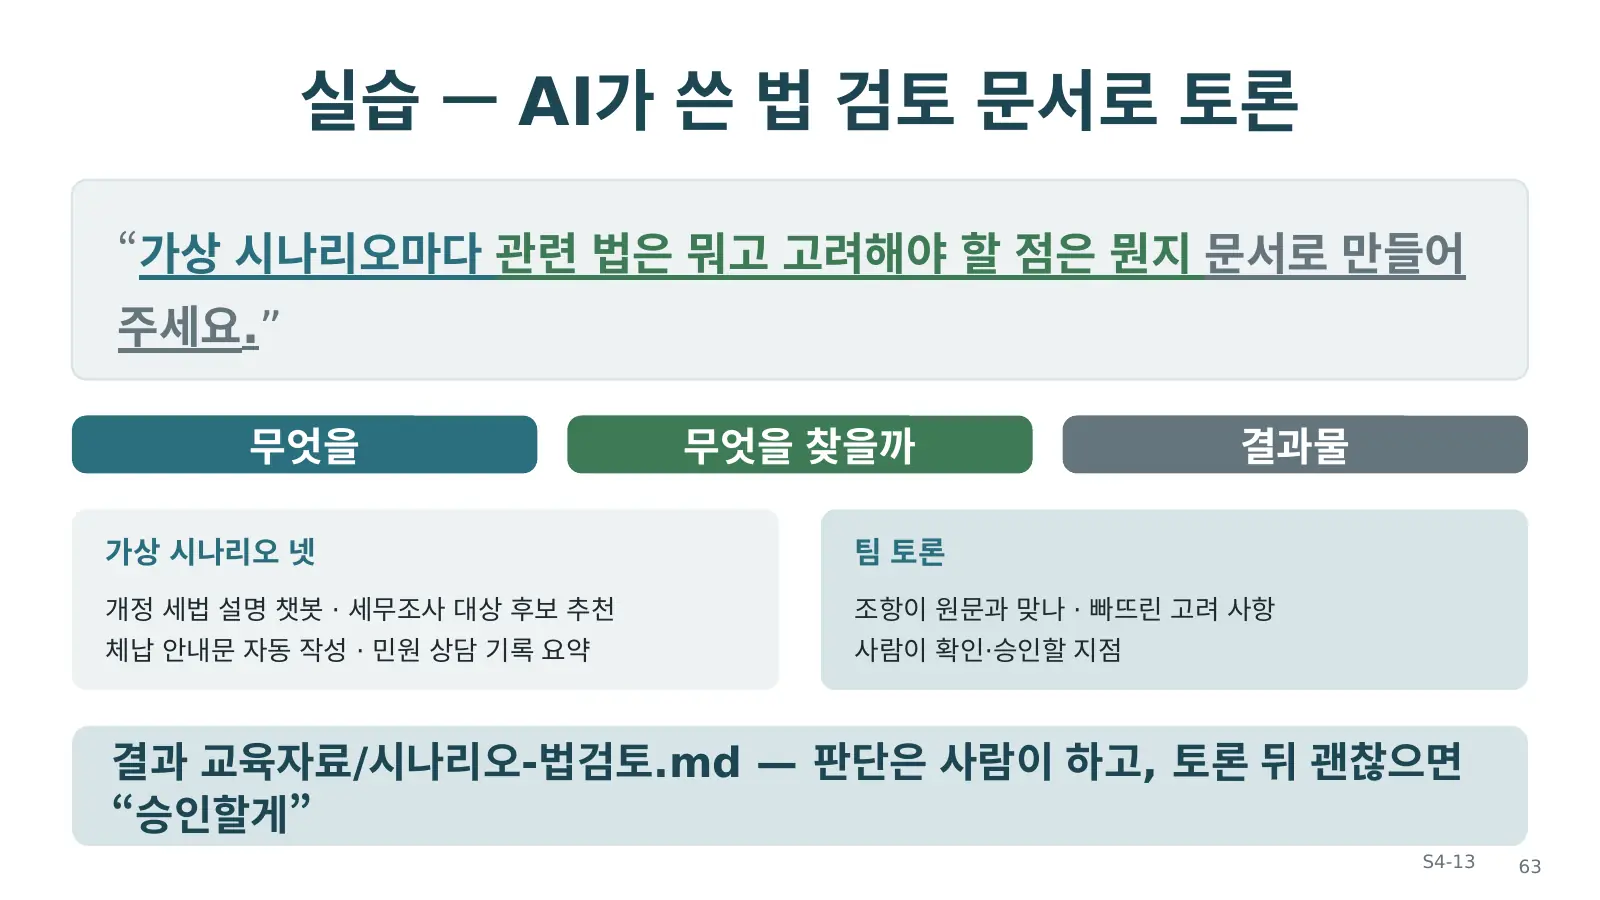 실습 — AI가 쓴 법 검토 문서로 토론
“가상 시나리오마다 관련 법은 뭐고 고려해야 할 점은 뭔지 문서로 만들어
주세요.”
무엇을
무엇을 찾을까
결과물
가상 시나리오 넷
개정 세법 설명 챗봇 · 세무조사 대상 후보 추천
체납 안내문 자동 작성 · 민원 상담 기록 요약
팀 토론
조항이 원문과 맞나 · 빠뜨린 고려 사항
사람이 확인·승인할 지점
결과 교육자료/시나리오-법검토.md — 판단은 사람이 하고, 토론 뒤 괜찮으면
“승인할게”
S4-13
63